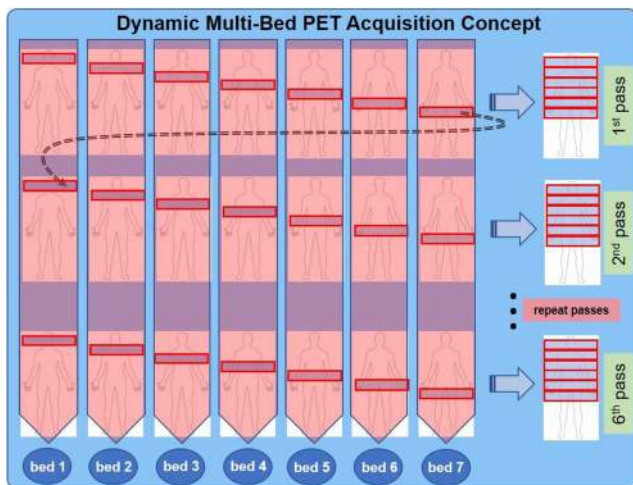 Dynamic Multi-Bed PET Acquisition Concept
1st pass
2nd pass
repeat passes
6th pass
bed 1
bed 2
bed 3
bed 4
bed 5
bed 6
bed 7